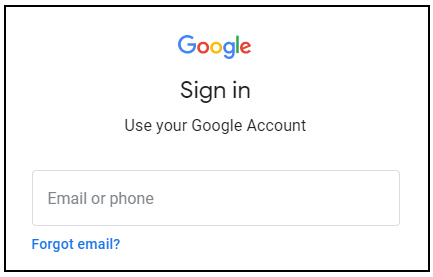 Google
Sign in
Use your Google Account
Email or phone
Forgot email?